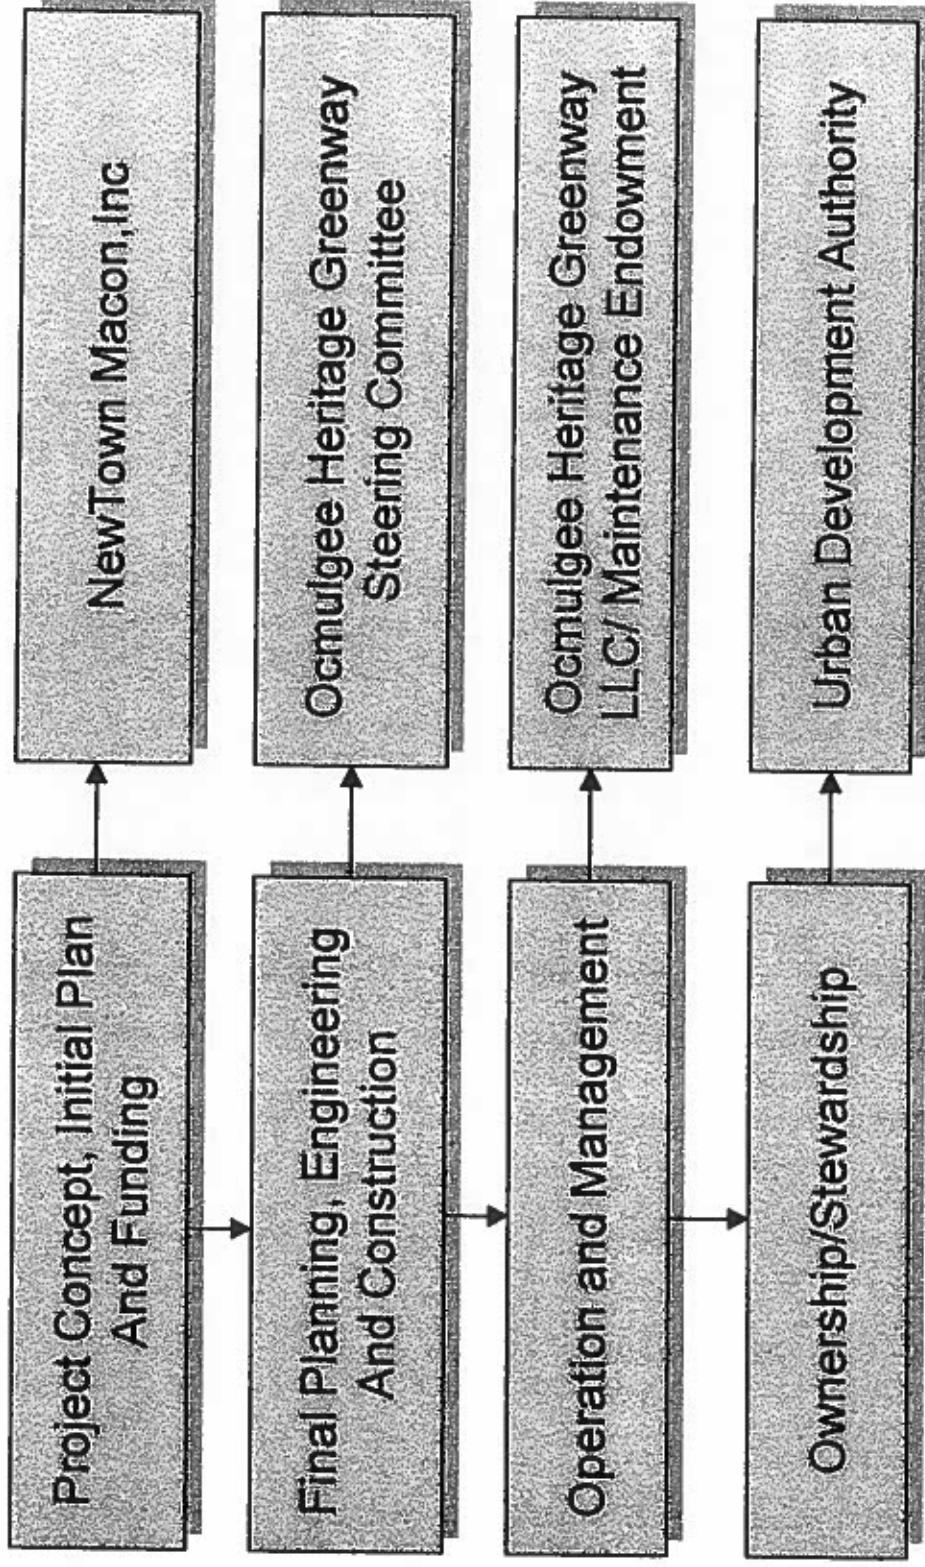 Project Concept, Initial Plan
And Funding
NewTown Macon,Inc
Final Planning, Engineering
And Construction
Ocmulgee Heritage Greenway
Steering Committee
Operation and Management
Ocmulgee Heritage Greenway
LLC/ Maintenance Endowment
Ownership/Stewardship
Urban Development Authority